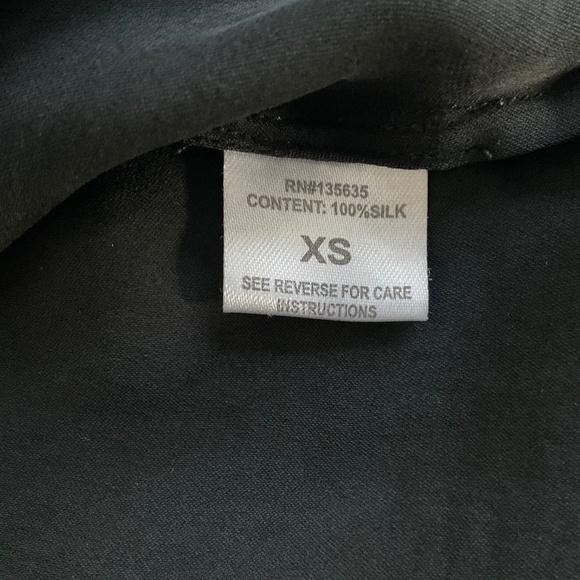 RN#135635
CONTENT: 100%SILK
XS
SEE REVERSE FOR CARE
INSTRUCTIONS